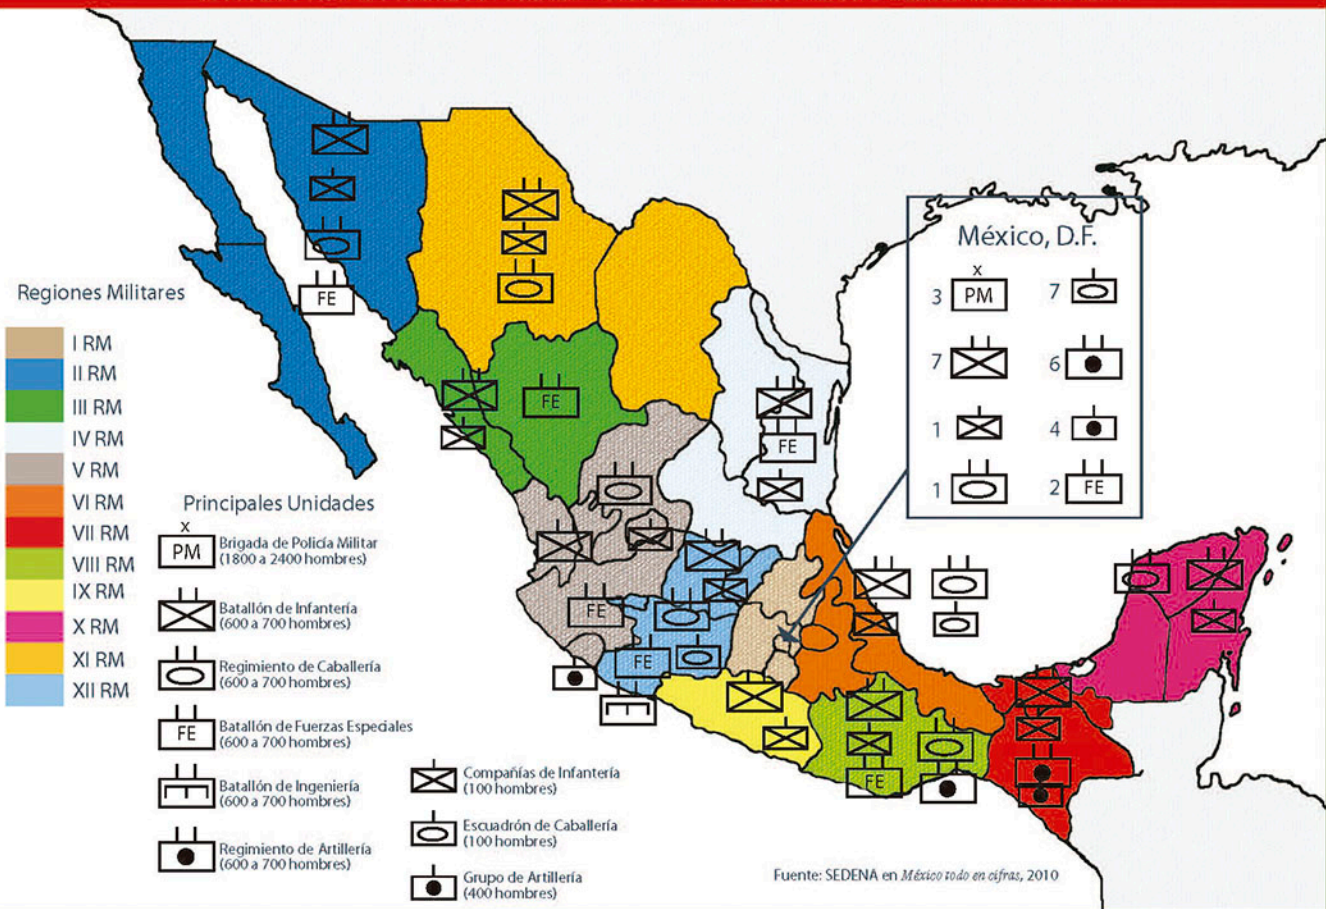 México, D.F.
x
3 PM 7
7 6
1 4
1 2 FE
Regiones Militares
I RM
II RM
III RM
IV RM
V RM
VI RM
VII RM
VIII RM
IX RM
X RM
XI RM
XII RM
FE
FE
FE
FE
FE
FE
Principales Unidades
x
PM
Brigada de Policía Militar
(1800 a 2400 hombres)
Batallón de Infantería
(600 a 700 hombres)
Regimiento de Caballería
(600 a 700 hombres)
FE
Batallón de Fuerzas Especiales
(600 a 700 hombres)
Batallón de Ingeniería
(600 a 700 hombres)
Regimiento de Artillería
(600 a 700 hombres)
Compañías de Infantería
(100 hombres)
Escuadrón de Caballería
(100 hombres)
Grupo de Artillería
(400 hombres)
Fuente: SEDENA en México todo en cifras, 2010